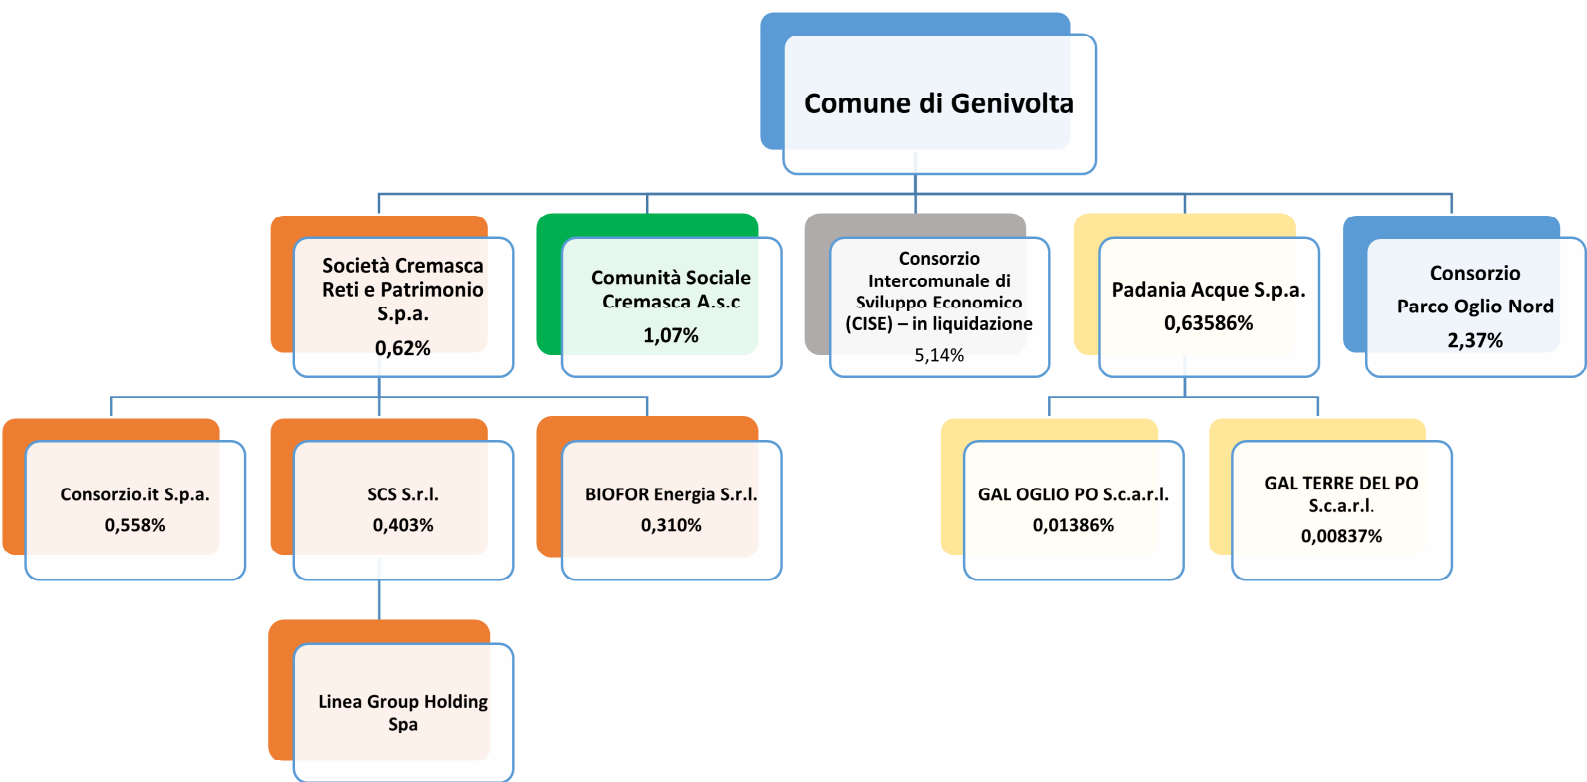 Comune di Genivolta
Società Cremasca
Reti e Patrimonio
S.p.a.
0,62%
Comunità Sociale
Cremasca A.s.c
1,07%
Consorzio
Intercomunale di
Sviluppo Economico
(CISE) – in liquidazione
5,14%
Padania Acque S.p.a.
0,63586%
Consorzio
Parco Oglio Nord
2,37%
Consorzio.it S.p.a.
0,558%
SCS S.r.l.
0,403%
BIOFOR Energia S.r.l.
0,310%
GAL OGLIO PO S.c.a.r.l.
0,01386%
GAL TERRE DEL PO
S.c.a.r.l.
0,00837%
Linea Group Holding
Spa